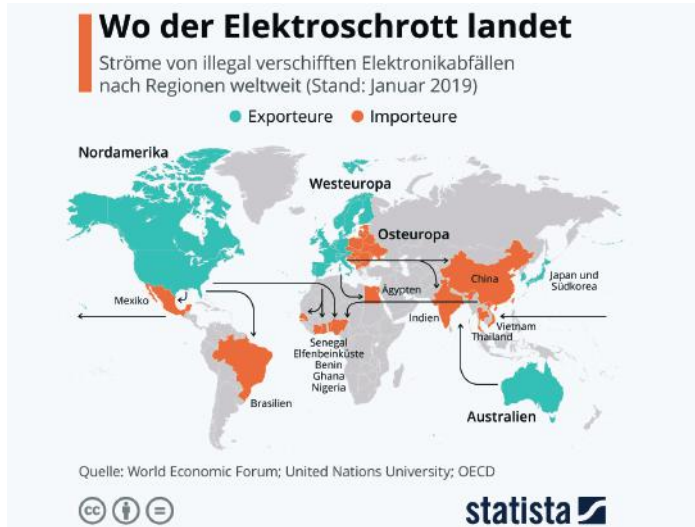 Wo der Elektroschrott landet
Ströme von illegal verschifften Elektronikabfällen
nach Regionen weltweit (Stand: Januar 2019)
Exporteure Importeure
Nordamerika
Westeuropa
Osteuropa
China
Japan und
Südkorea
Mexiko
Ägypten
Indien
Vietnam
Thailand
Senegal
Elfenbeinküste
Benin
Ghana
Nigeria
Brasilien
Australien
Quelle: World Economic Forum; United Nations University; OECD
cc
statista